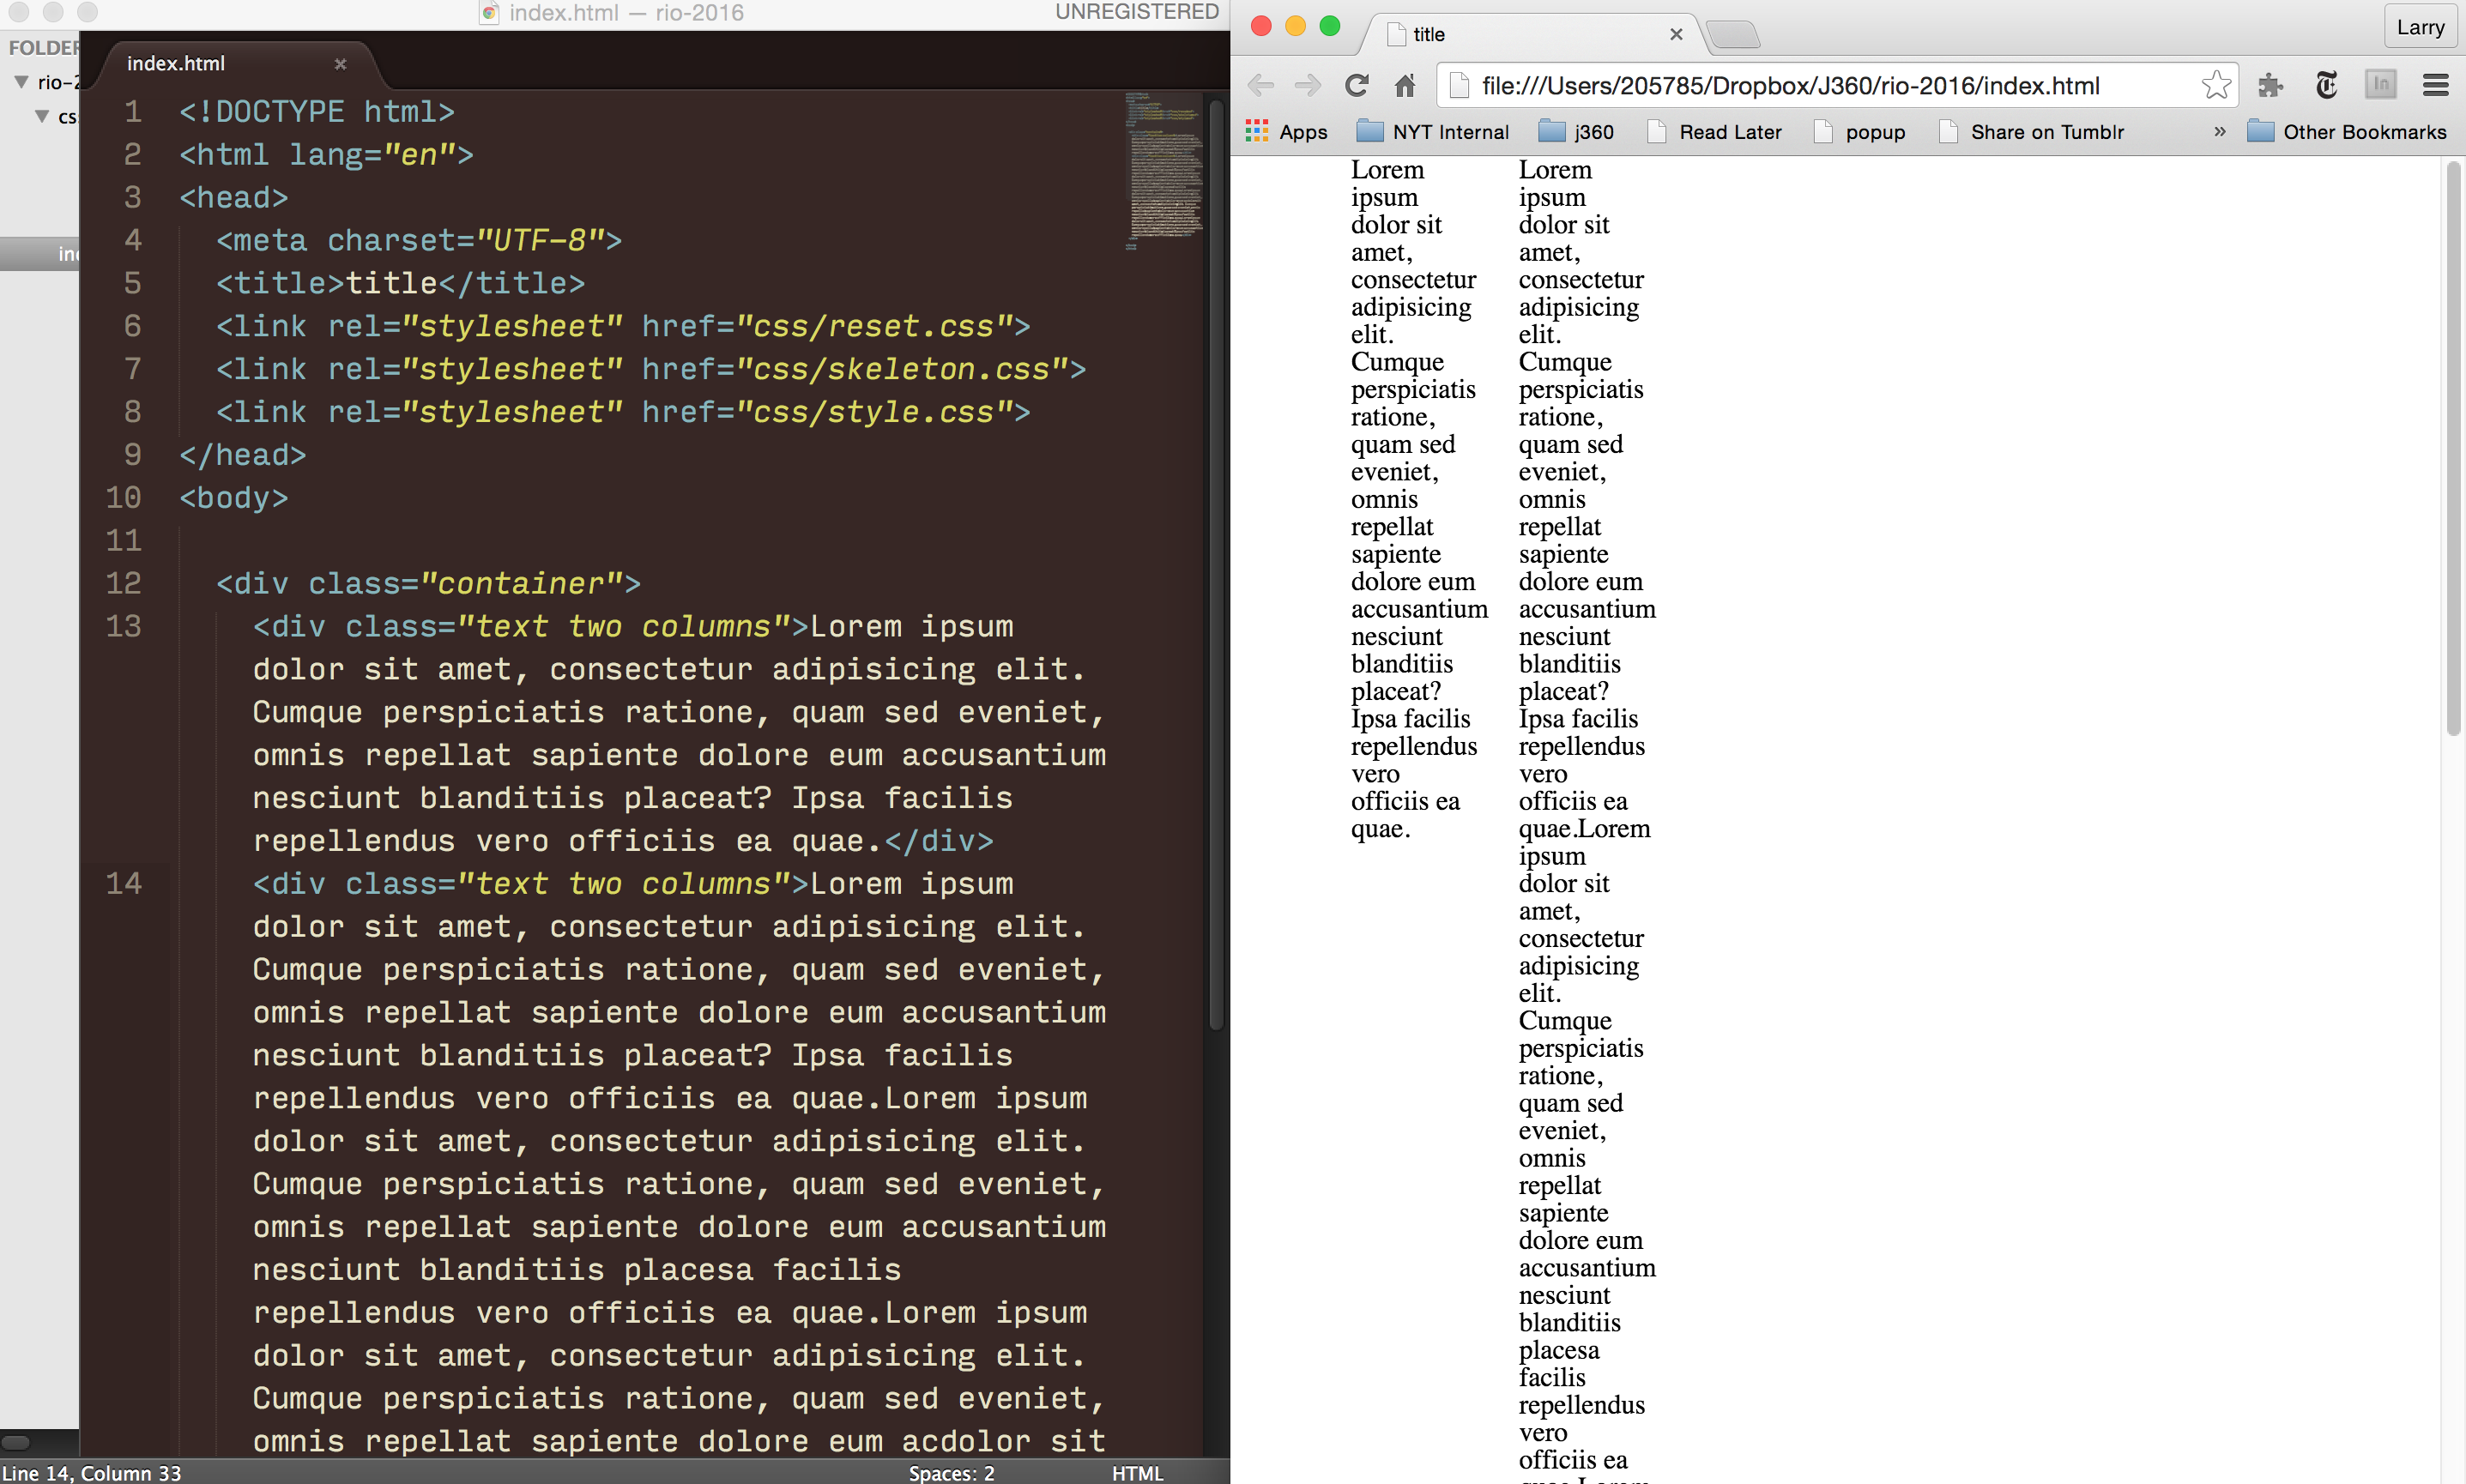 index.html — rio-2016
UNREGISTERED
FOLDER
rio-2
cs
ind
index.html
1 <!DOCTYPE html>
2 <html lang="en">
3 <head>
4 <meta charset="UTF-8">
5 <title>title</title>
6 <link rel="stylesheet" href="css/reset.css">
7 <link rel="stylesheet" href="css/skeleton.css">
8 <link rel="stylesheet" href="css/style.css">
9 </head>
10 <body>
11
12 <div class="container">
13 <div class="text two columns">Lorem ipsum
dolor sit amet, consectetur adipisicing elit.
Cumque perspiciatis ratione, quam sed eveniet,
omnis repellat sapiente dolore eum accusantium
nesciunt blanditiis placeat? Ipsa facilis
repellendus vero officiis ea quae.</div>
14 <div class="text two columns">Lorem ipsum
dolor sit amet, consectetur adipisicing elit.
Cumque perspiciatis ratione, quam sed eveniet,
omnis repellat sapiente dolore eum accusantium
nesciunt blanditiis placeat? Ipsa facilis
repellendus vero officiis ea quae.Lorem ipsum
dolor sit amet, consectetur adipisicing elit.
Cumque perspiciatis ratione, quam sed eveniet,
omnis repellat sapiente dolore eum accusantium
nesciunt blanditiis placesa facilis
repellendus vero officiis ea quae.Lorem ipsum
dolor sit amet, consectetur adipisicing elit.
Cumque perspiciatis ratione, quam sed eveniet,
omnis repellat sapiente dolore eum acdolor sit
Line 14, Column 33
Spaces: 2
HTML
title
Larry
file:///Users/205785/Dropbox/J360/rio-2016/index.html
In
Apps
NYT Internal
j360
Read Later
popup
Share on Tumblr
»
Other Bookmarks
Lorem
ipsum
dolor sit
amet,
consectetur
adipisicing
elit.
Cumque
perspiciatis
ratione,
quam sed
eveniet,
omnis
repellat
sapiente
dolore eum
accusantium
nesciunt
blanditiis
placeat?
Ipsa facilis
repellendus
vero
officiis ea
quae.
Lorem
ipsum
dolor sit
amet,
consectetur
adipisicing
elit.
Cumque
perspiciatis
ratione,
quam sed
eveniet,
omnis
repellat
sapiente
dolore eum
accusantium
nesciunt
blanditiis
placeat?
Ipsa facilis
repellendus
vero
officiis ea
quae.Lorem
ipsum
dolor sit
amet,
consectetur
adipisicing
elit.
Cumque
perspiciatis
ratione,
quam sed
eveniet,
omnis
repellat
sapiente
dolore eum
accusantium
nesciunt
blanditiis
placesa
facilis
repellendus
vero
officiis ea